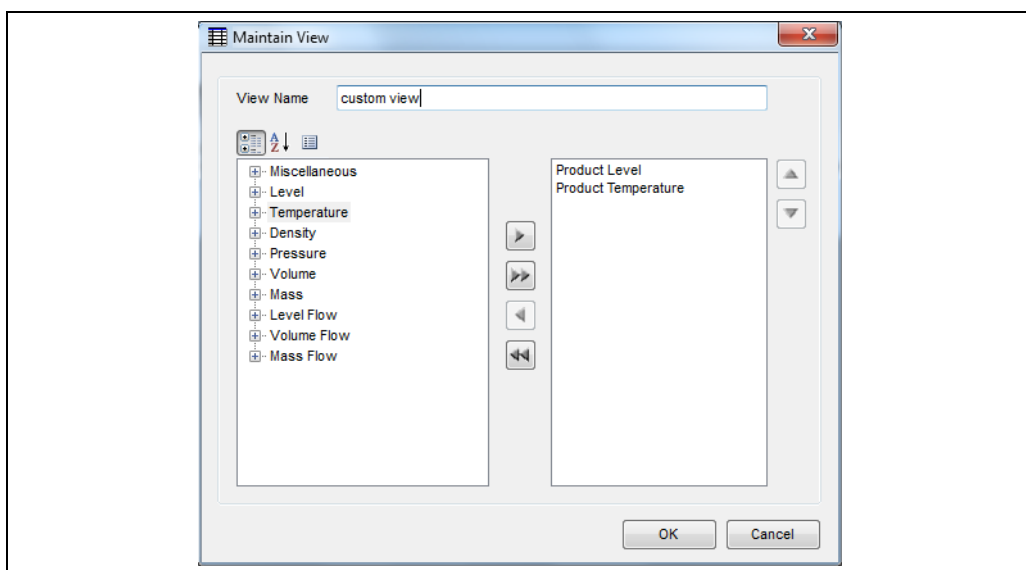 Maintain View
View Name custom view
Miscellaneous
Level
Temperature
Density
Pressure
Volume
Mass
Level Flow
Volume Flow
Mass Flow
Product Level
Product Temperature
OK Cancel